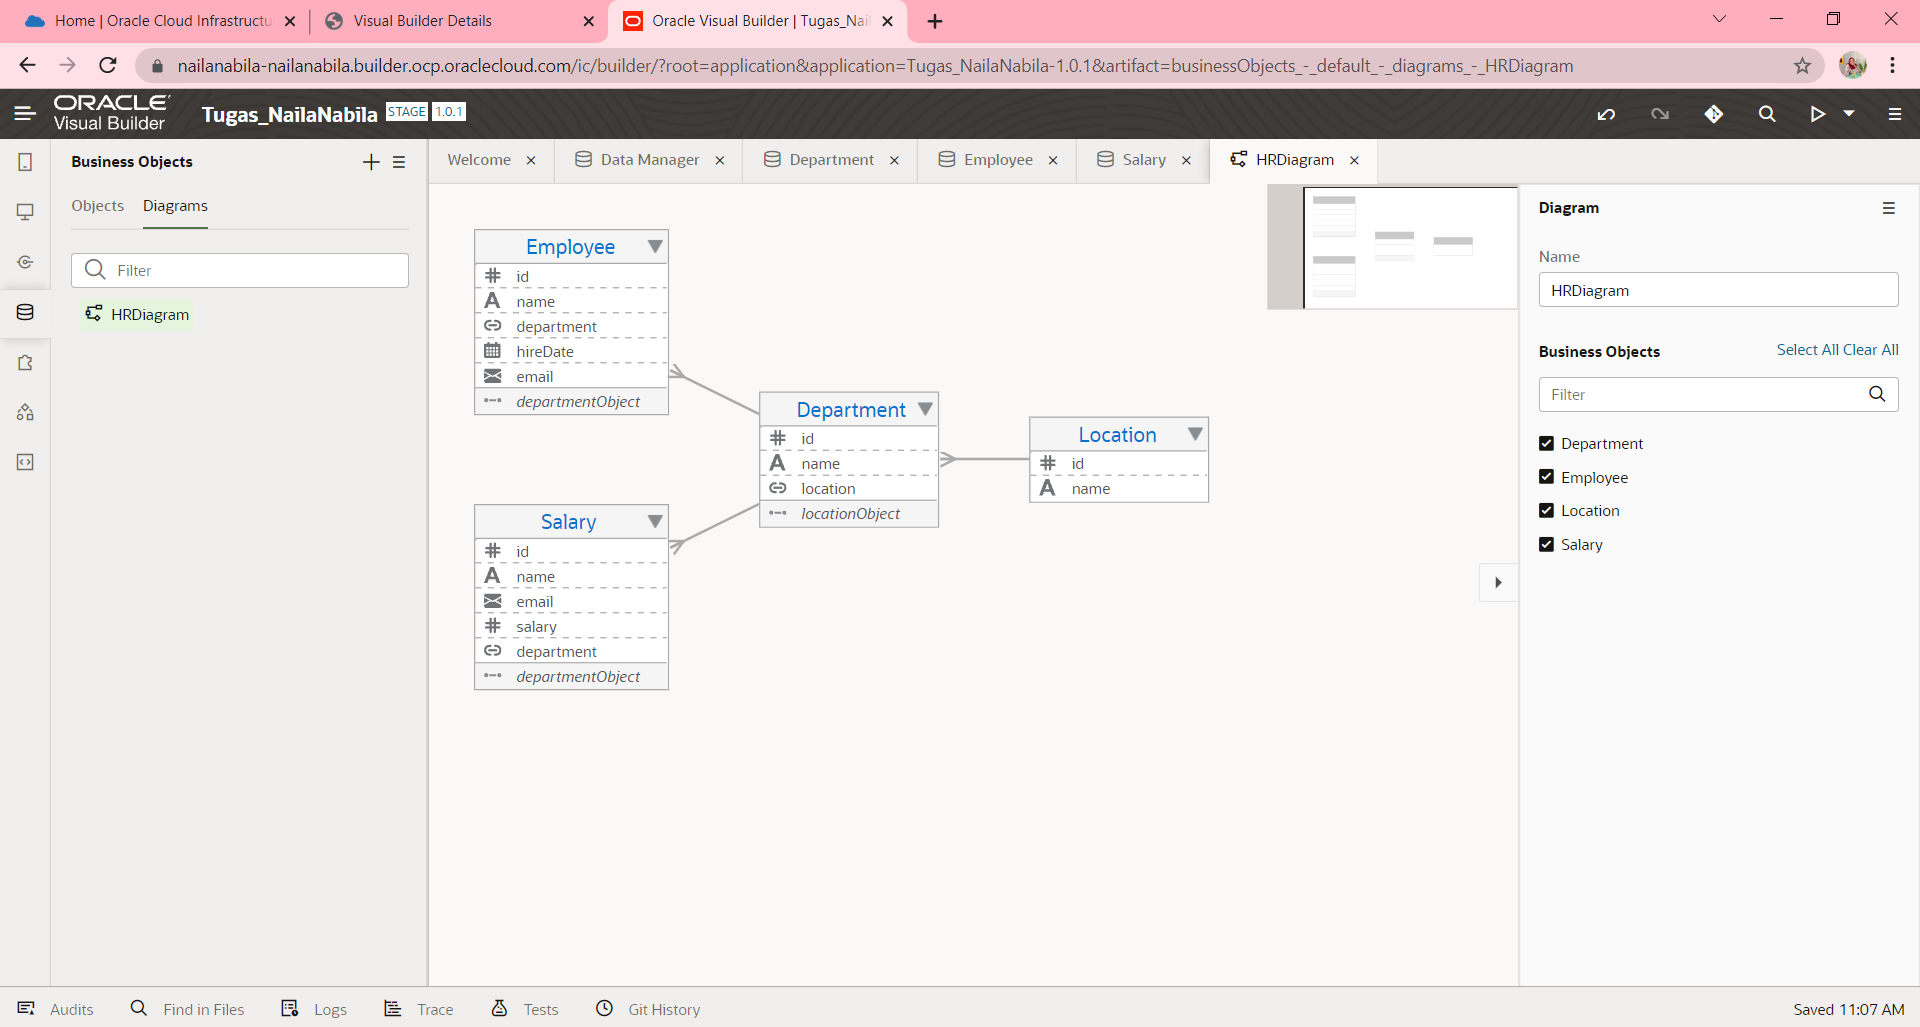 Home | Oracle Cloud Infrastructu
Visual Builder Details
Oracle Visual Builder | Tugas_Nail
nailanabila-nailanabila.builder.ocp.oraclecloud.com/ic/builder/?root=application&application=Tugas_NailaNabila-1.0.1&artifact=businessObjects_-_default_-_diagrams_-_HRDiagram
ORACLE
Visual Builder
Tugas_NailaNabila STAGE 1.0.1
Business Objects
Objects Diagrams
Filter
HRDiagram
Welcome
Data Manager
Department
Employee
Salary
HRDiagram
Employee
id
name
department
hireDate
email
departmentObject
Salary
id
name
email
salary
department
departmentObject
Department
id
name
location
locationObject
Location
id
name
Diagram
Name
HRDiagram
Business Objects Select All Clear All
Filter
Department
Employee
Location
Salary
Audits
Find in Files
Logs
Trace
Tests
Git History
Saved 11:07 AM